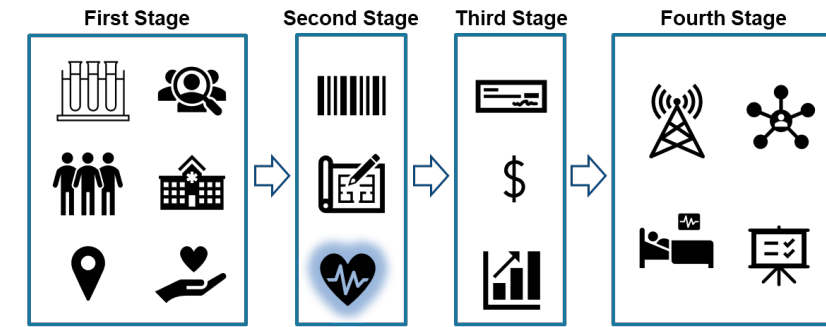 First Stage
Second Stage
Third Stage
Fourth Stage
$